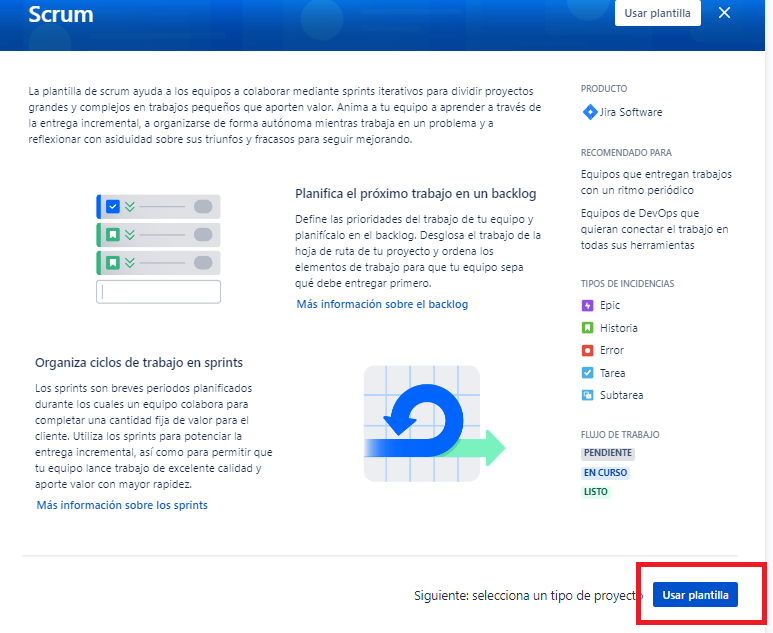 Scrum
Usar plantilla
La plantilla de scrum ayuda a los equipos a colaborar mediante sprints iterativos para dividir proyectos
grandes y complejos en trabajos pequeños que aporten valor. Anima a tu equipo a aprender a través de
la entrega incremental, a organizarse de forma autónoma mientras trabaja en un problema y a
reflexionar con asiduidad sobre sus triunfos y fracasos para seguir mejorando.
Planifica el próximo trabajo en un backlog
Define las prioridades del trabajo de tu equipo y
planifícalo en el backlog. Desglosa el trabajo de la
hoja de ruta de tu proyecto y ordena los
elementos de trabajo para que tu equipo sepa
qué debe entregar primero.
Más información sobre el backlog
Organiza ciclos de trabajo en sprints
Los sprints son breves periodos planificados
durante los cuales un equipo colabora para
completar una cantidad fija de valor para el
cliente. Utiliza los sprints para potenciar la
entrega incremental, así como para permitir que
tu equipo lance trabajo de excelente calidad y
aporte valor con mayor rapidez.
Más información sobre los sprints
PRODUCTO
Jira Software
RECOMENDADO PARA
Equipos que entregan trabajos
con un ritmo periódico
Equipos de DevOps que
quieran conectar el trabajo en
todas sus herramientas
TIPOS DE INCIDENCIAS
Epic
Historia
Error
Tarea
Subtarea
FLUJO DE TRABAJO
PENDIENTE
EN CURSO
LISTO
Siguiente: selecciona un tipo de proyecto
Usar plantilla